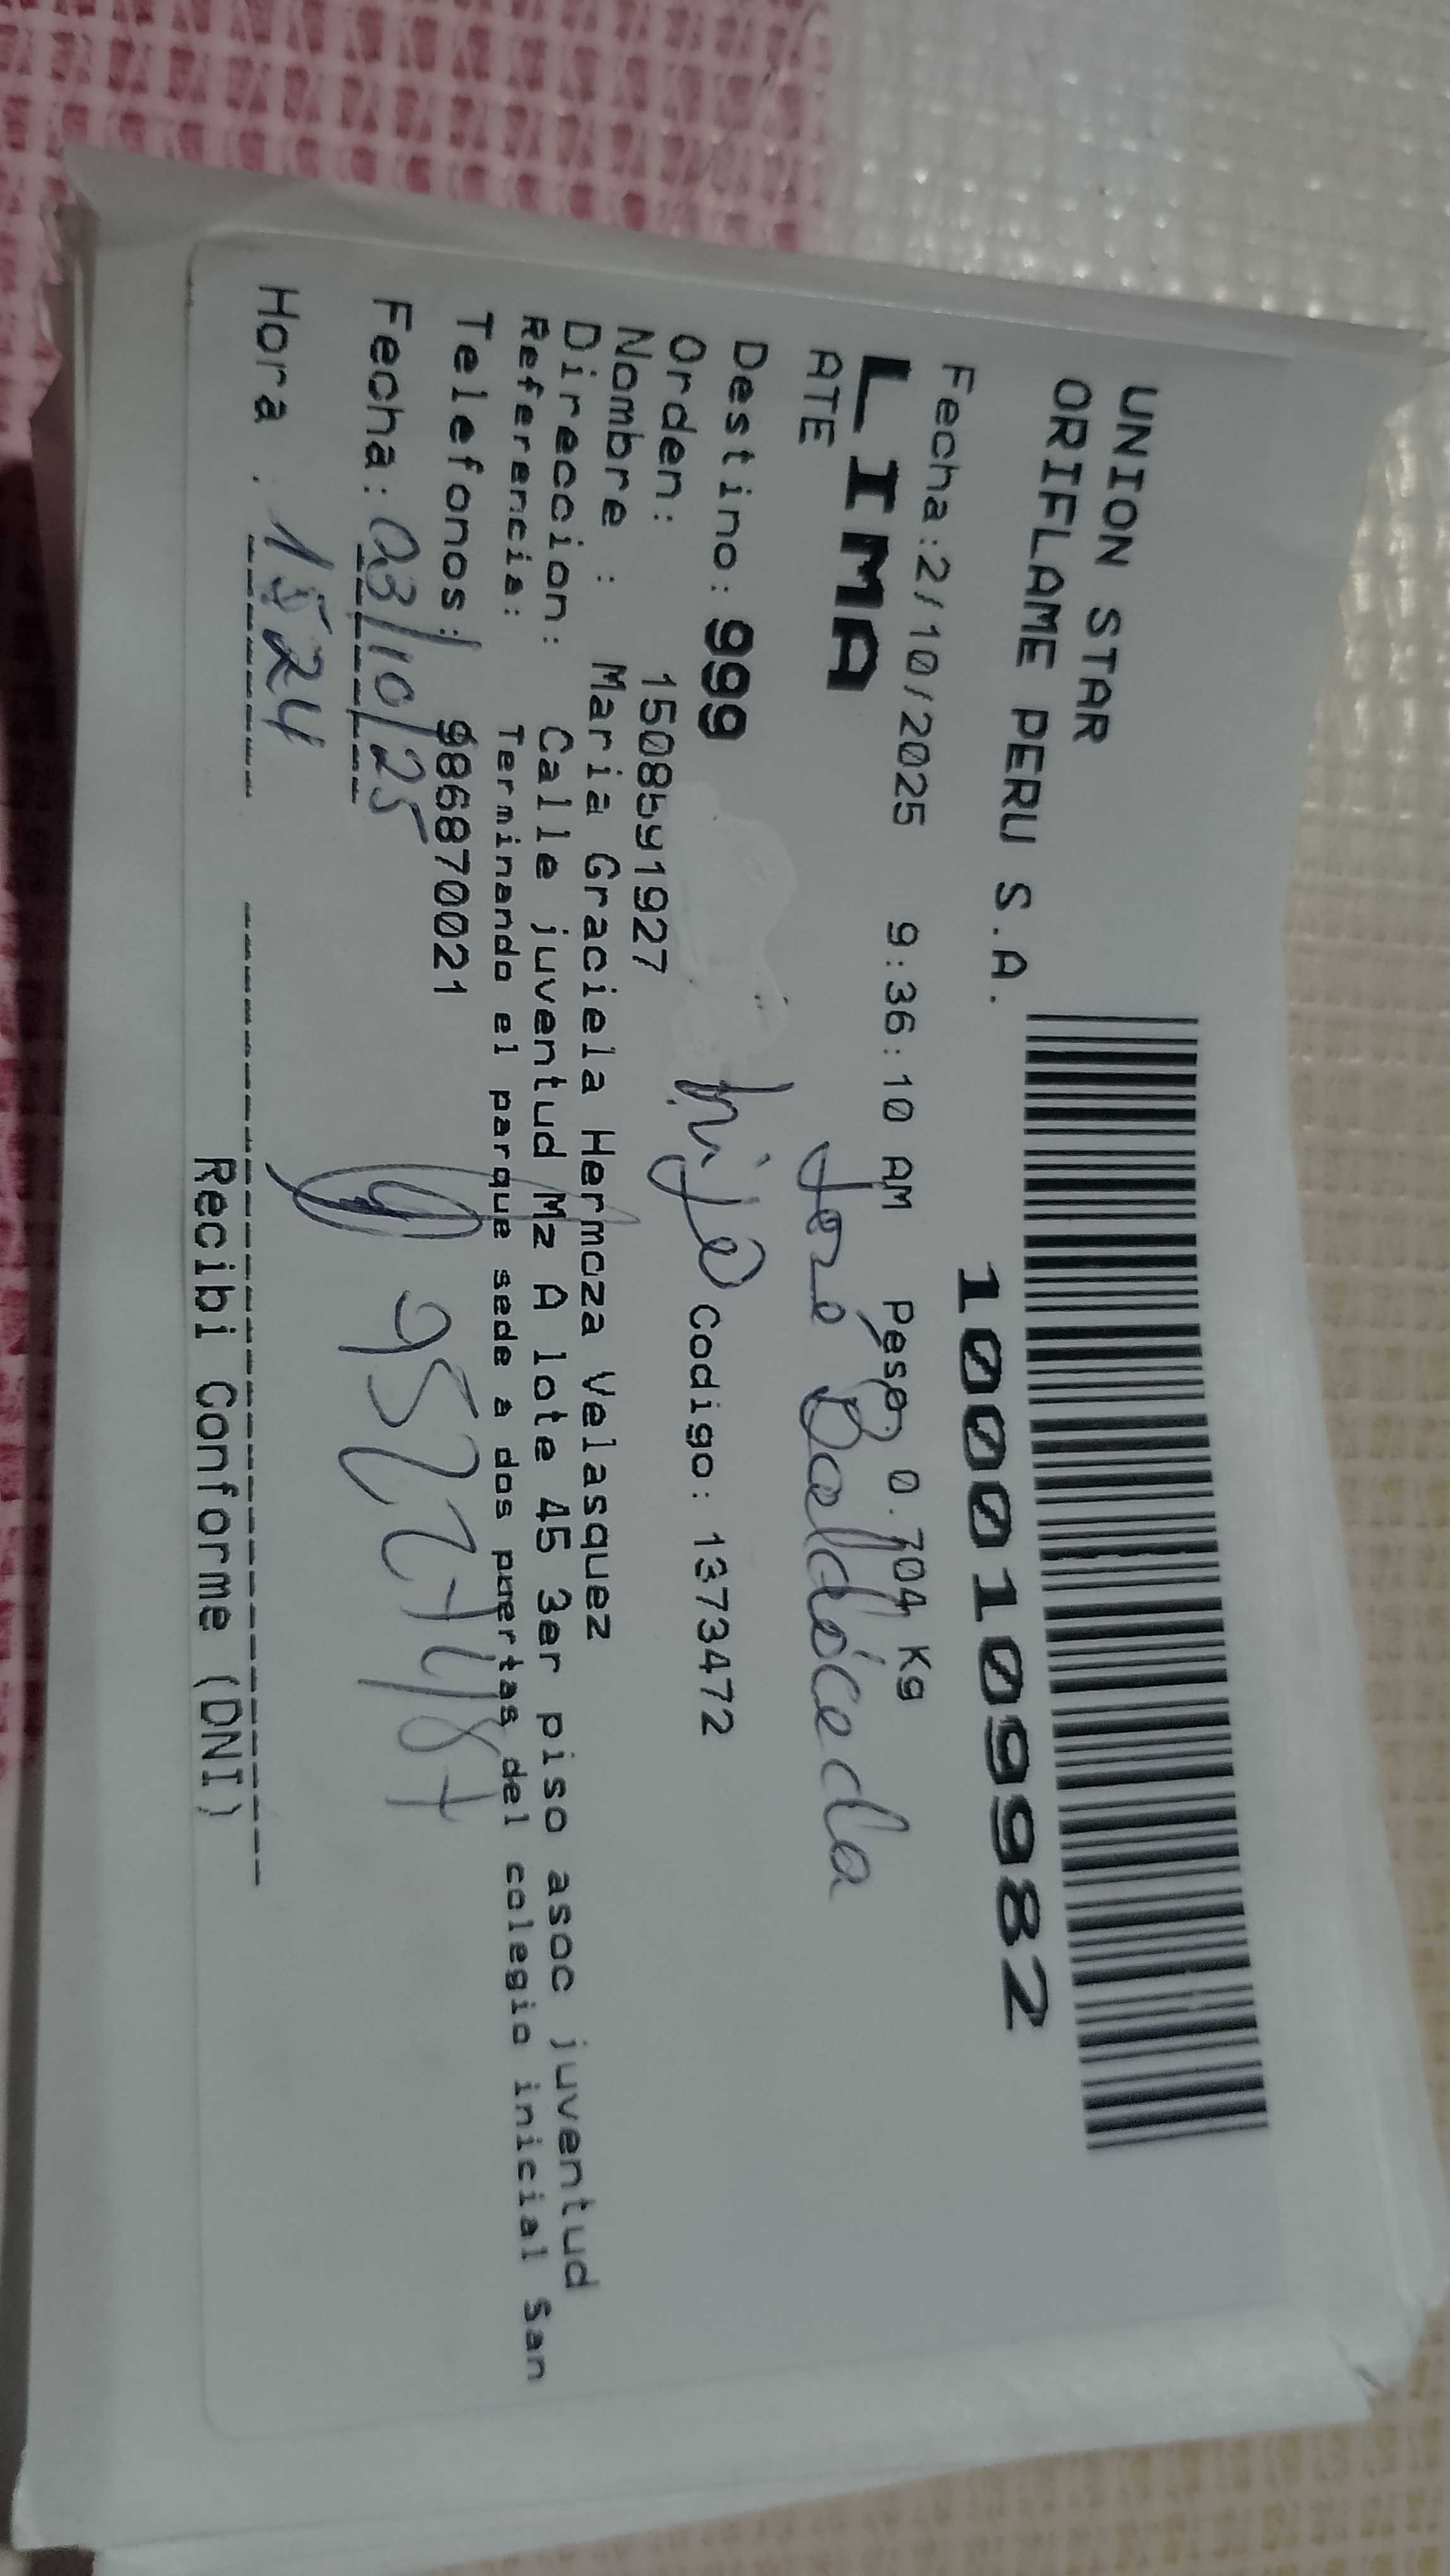 UNION STAR
ORIFLAME PERU S.A.
1000109982
Fecha:2/10/2025 9:36:10 AM Peso: 0.704 Kg
LIMA
ATE
José
Destino: 999
hijo Codigo: 1373472
Orden: 1508591927
Nombre : Maria Graciela Hermoza Velasquez
Direccion: Calle juventud Mz A lote 45 3er piso asoc juventud
Referencia: Terminando el parque sede a dos puertas del colegio inicial San
Telefonos: 986870021
Fecha: 03/10/25
Hora : 15 24
Recibi Conforme (DNI)